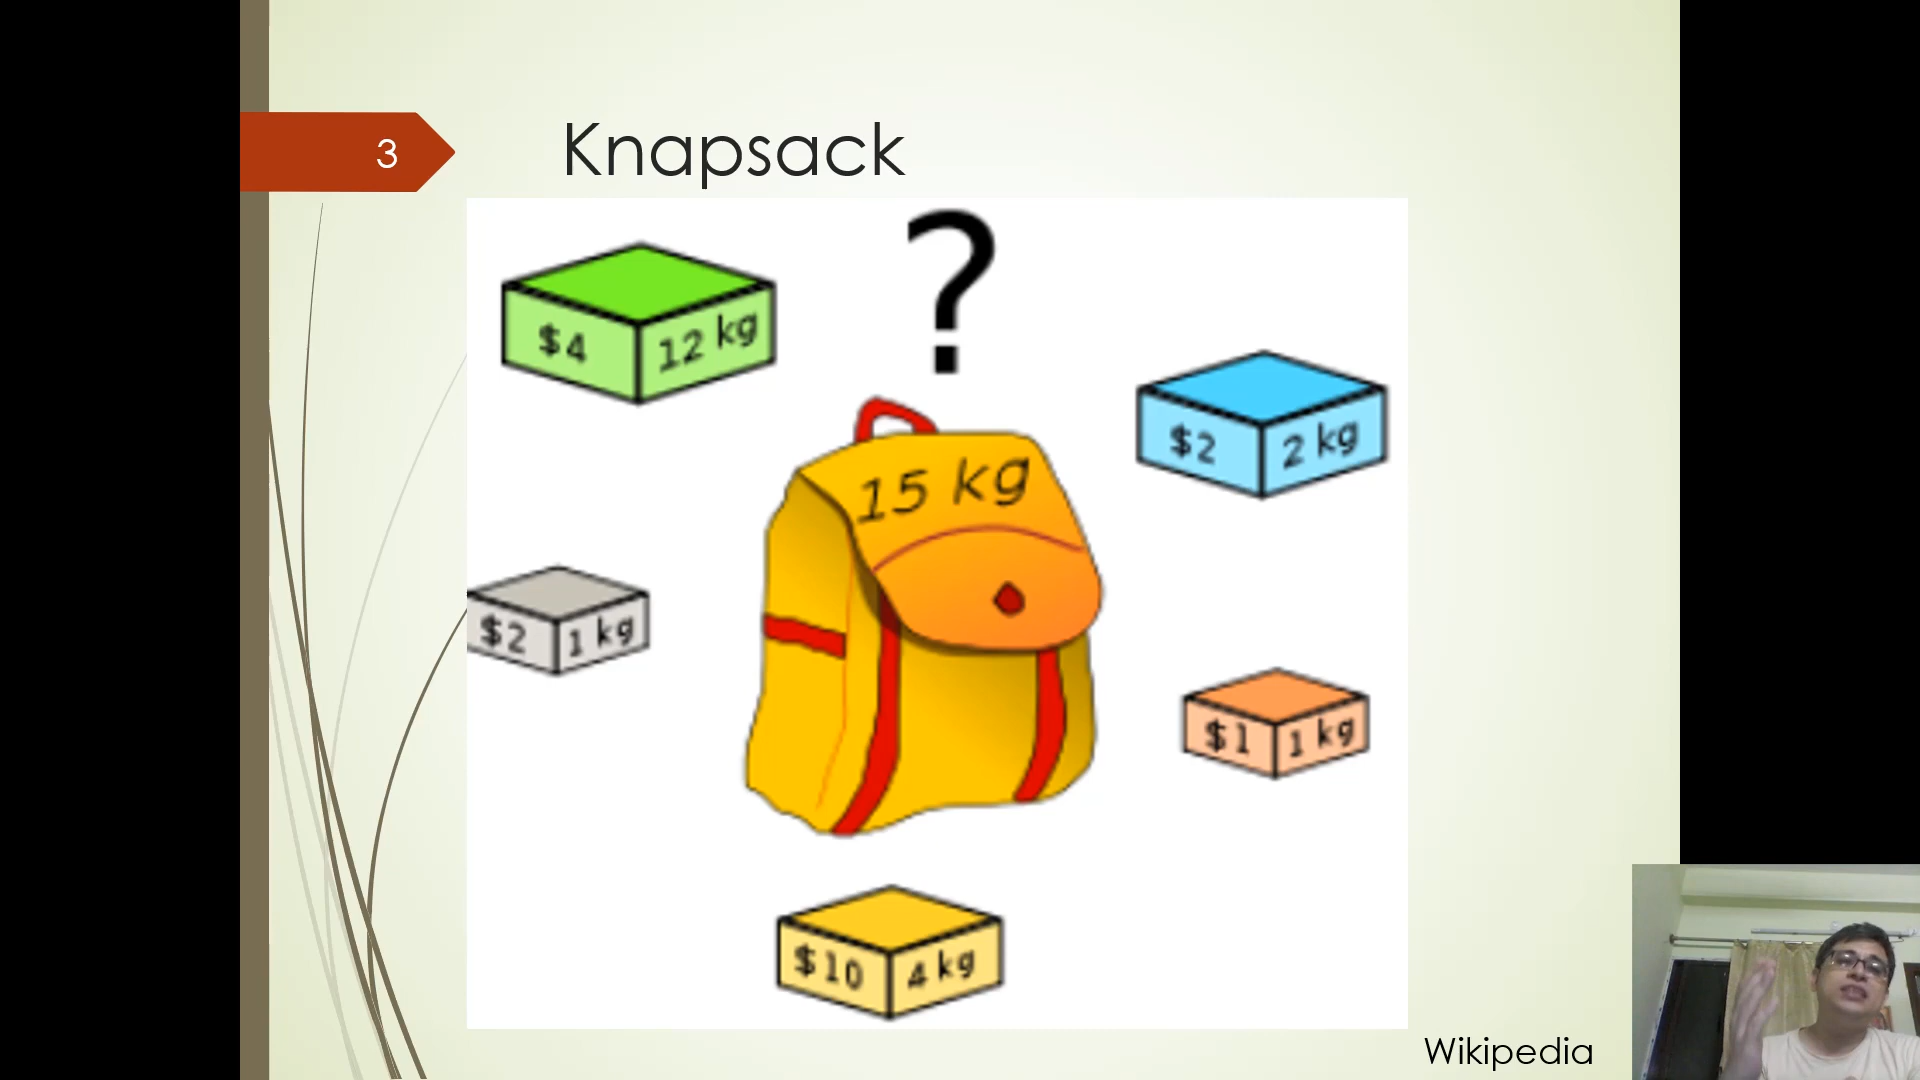 3
Knapsack
?
$4 12 kg
$2 2 kg
15 kg
$2 1 kg
$1 1 kg
$10 4 kg
Wikipedia